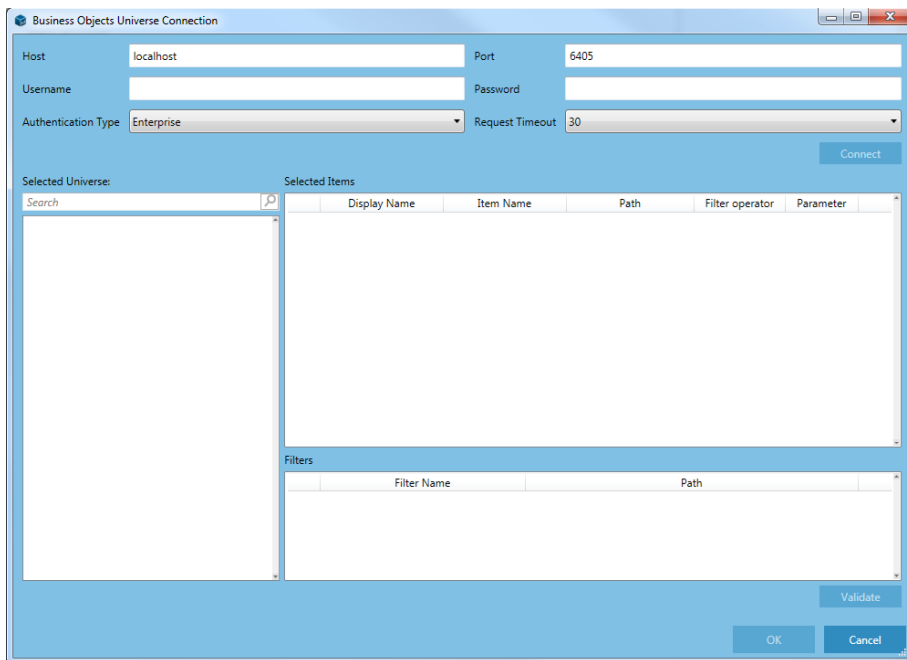 Business Objects Universe Connection
Host localhost Port 6405
Username Password
Authentication Type Enterprise Request Timeout 30
Connect
Selected Universe: Selected Items
Search Display Name Item Name Path Filter operator Parameter
Filters
Filter Name Path
Validate
OK Cancel